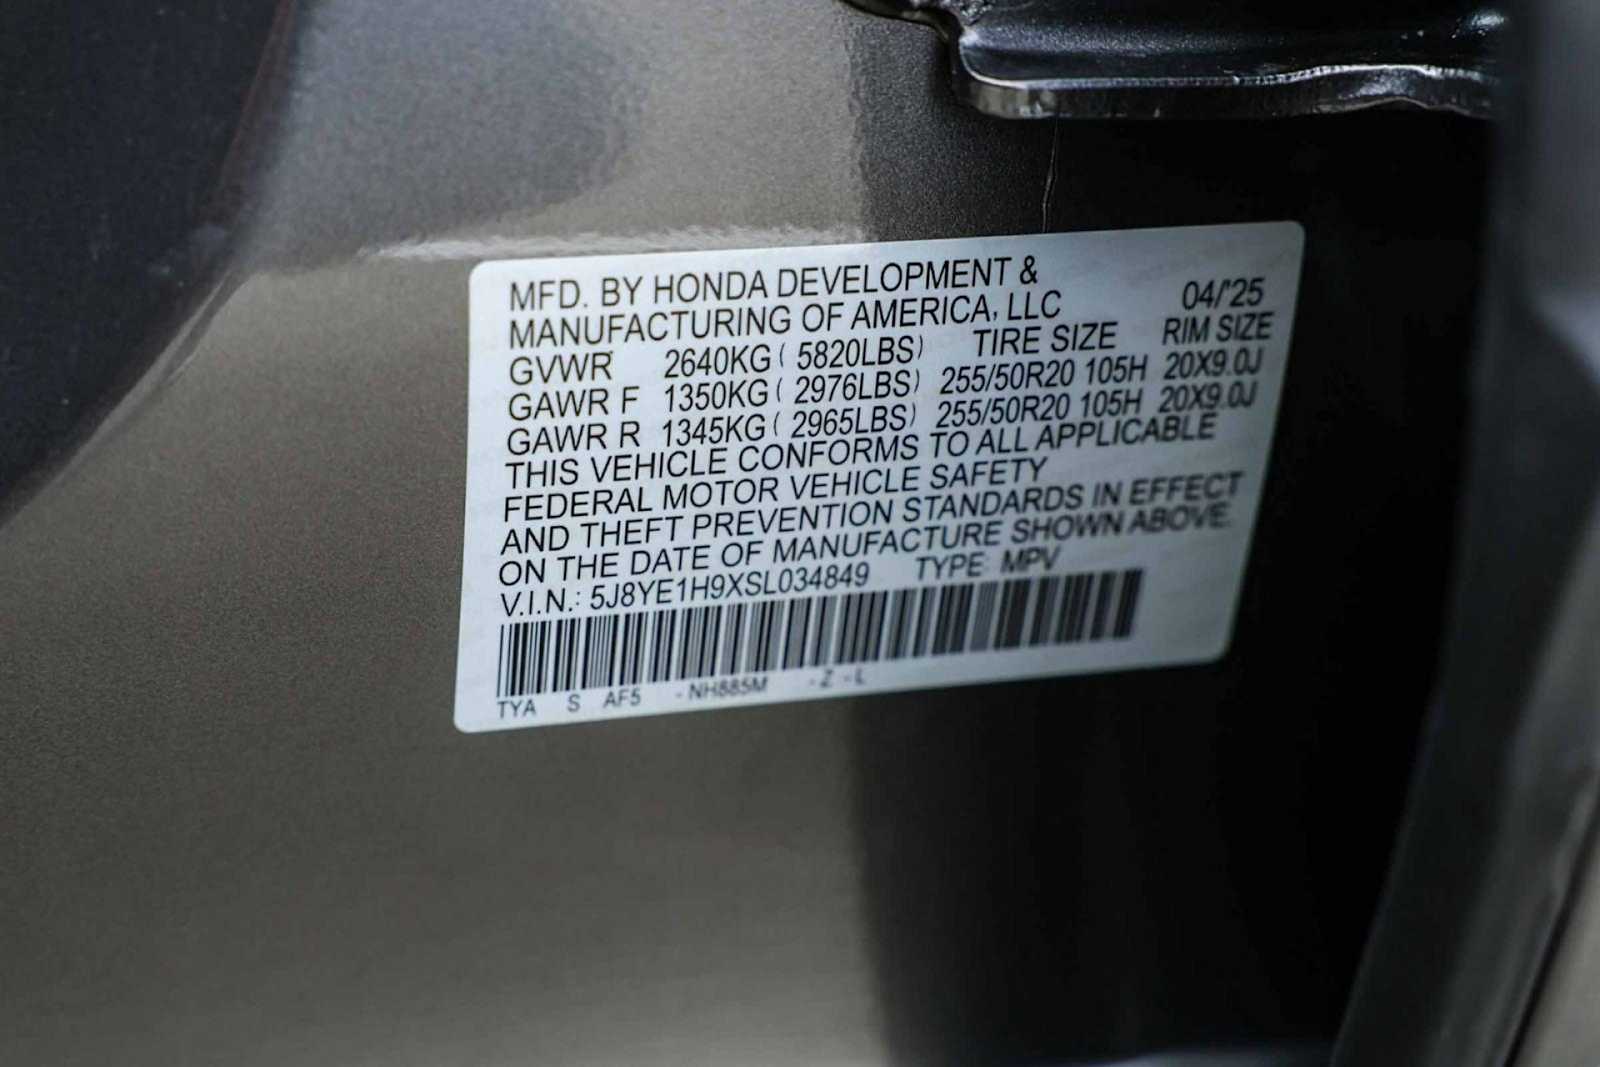 MFD. BY HONDA DEVELOPMENT &
MANUFACTURING OF AMERICA, LLC 04/'25
GVWR 2640KG ( 5820LBS) TIRE SIZE RIM SIZE
GAWR F 1350KG ( 2976LBS) 255/50R20 105H 20X9.0J
GAWR R 1345KG ( 2965LBS) 255/50R20 105H 20X9.0J
THIS VEHICLE CONFORMS TO ALL APPLICABLE
FEDERAL MOTOR VEHICLE SAFETY
AND THEFT PREVENTION STANDARDS IN EFFECT
ON THE DATE OF MANUFACTURE SHOWN ABOVE.
V.I.N.: 5J8YE1H9XSL034849 TYPE: MPV
TYA S AF5 - NH885M - Z - L